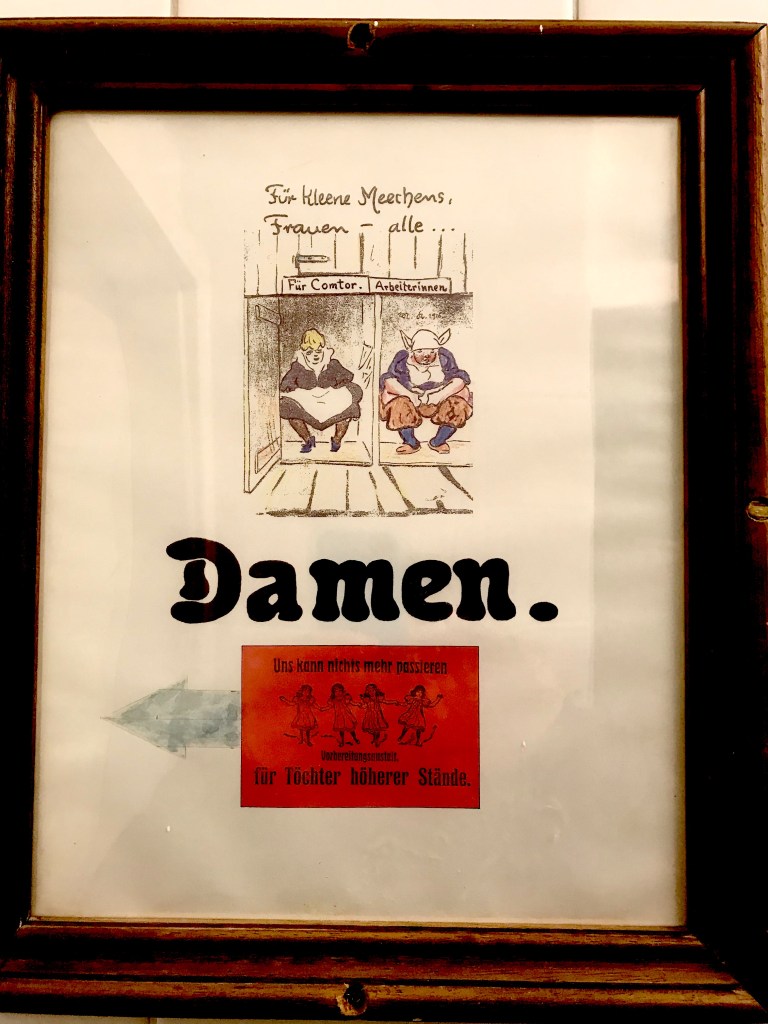 Für kleene Meechens,
Frauen – alle ...
Für Comtor. Arbeiterinnen
Damen.
Uns kann nichts mehr passieren
Vorbereitungsanstalt.
für Töchter höherer Stände.